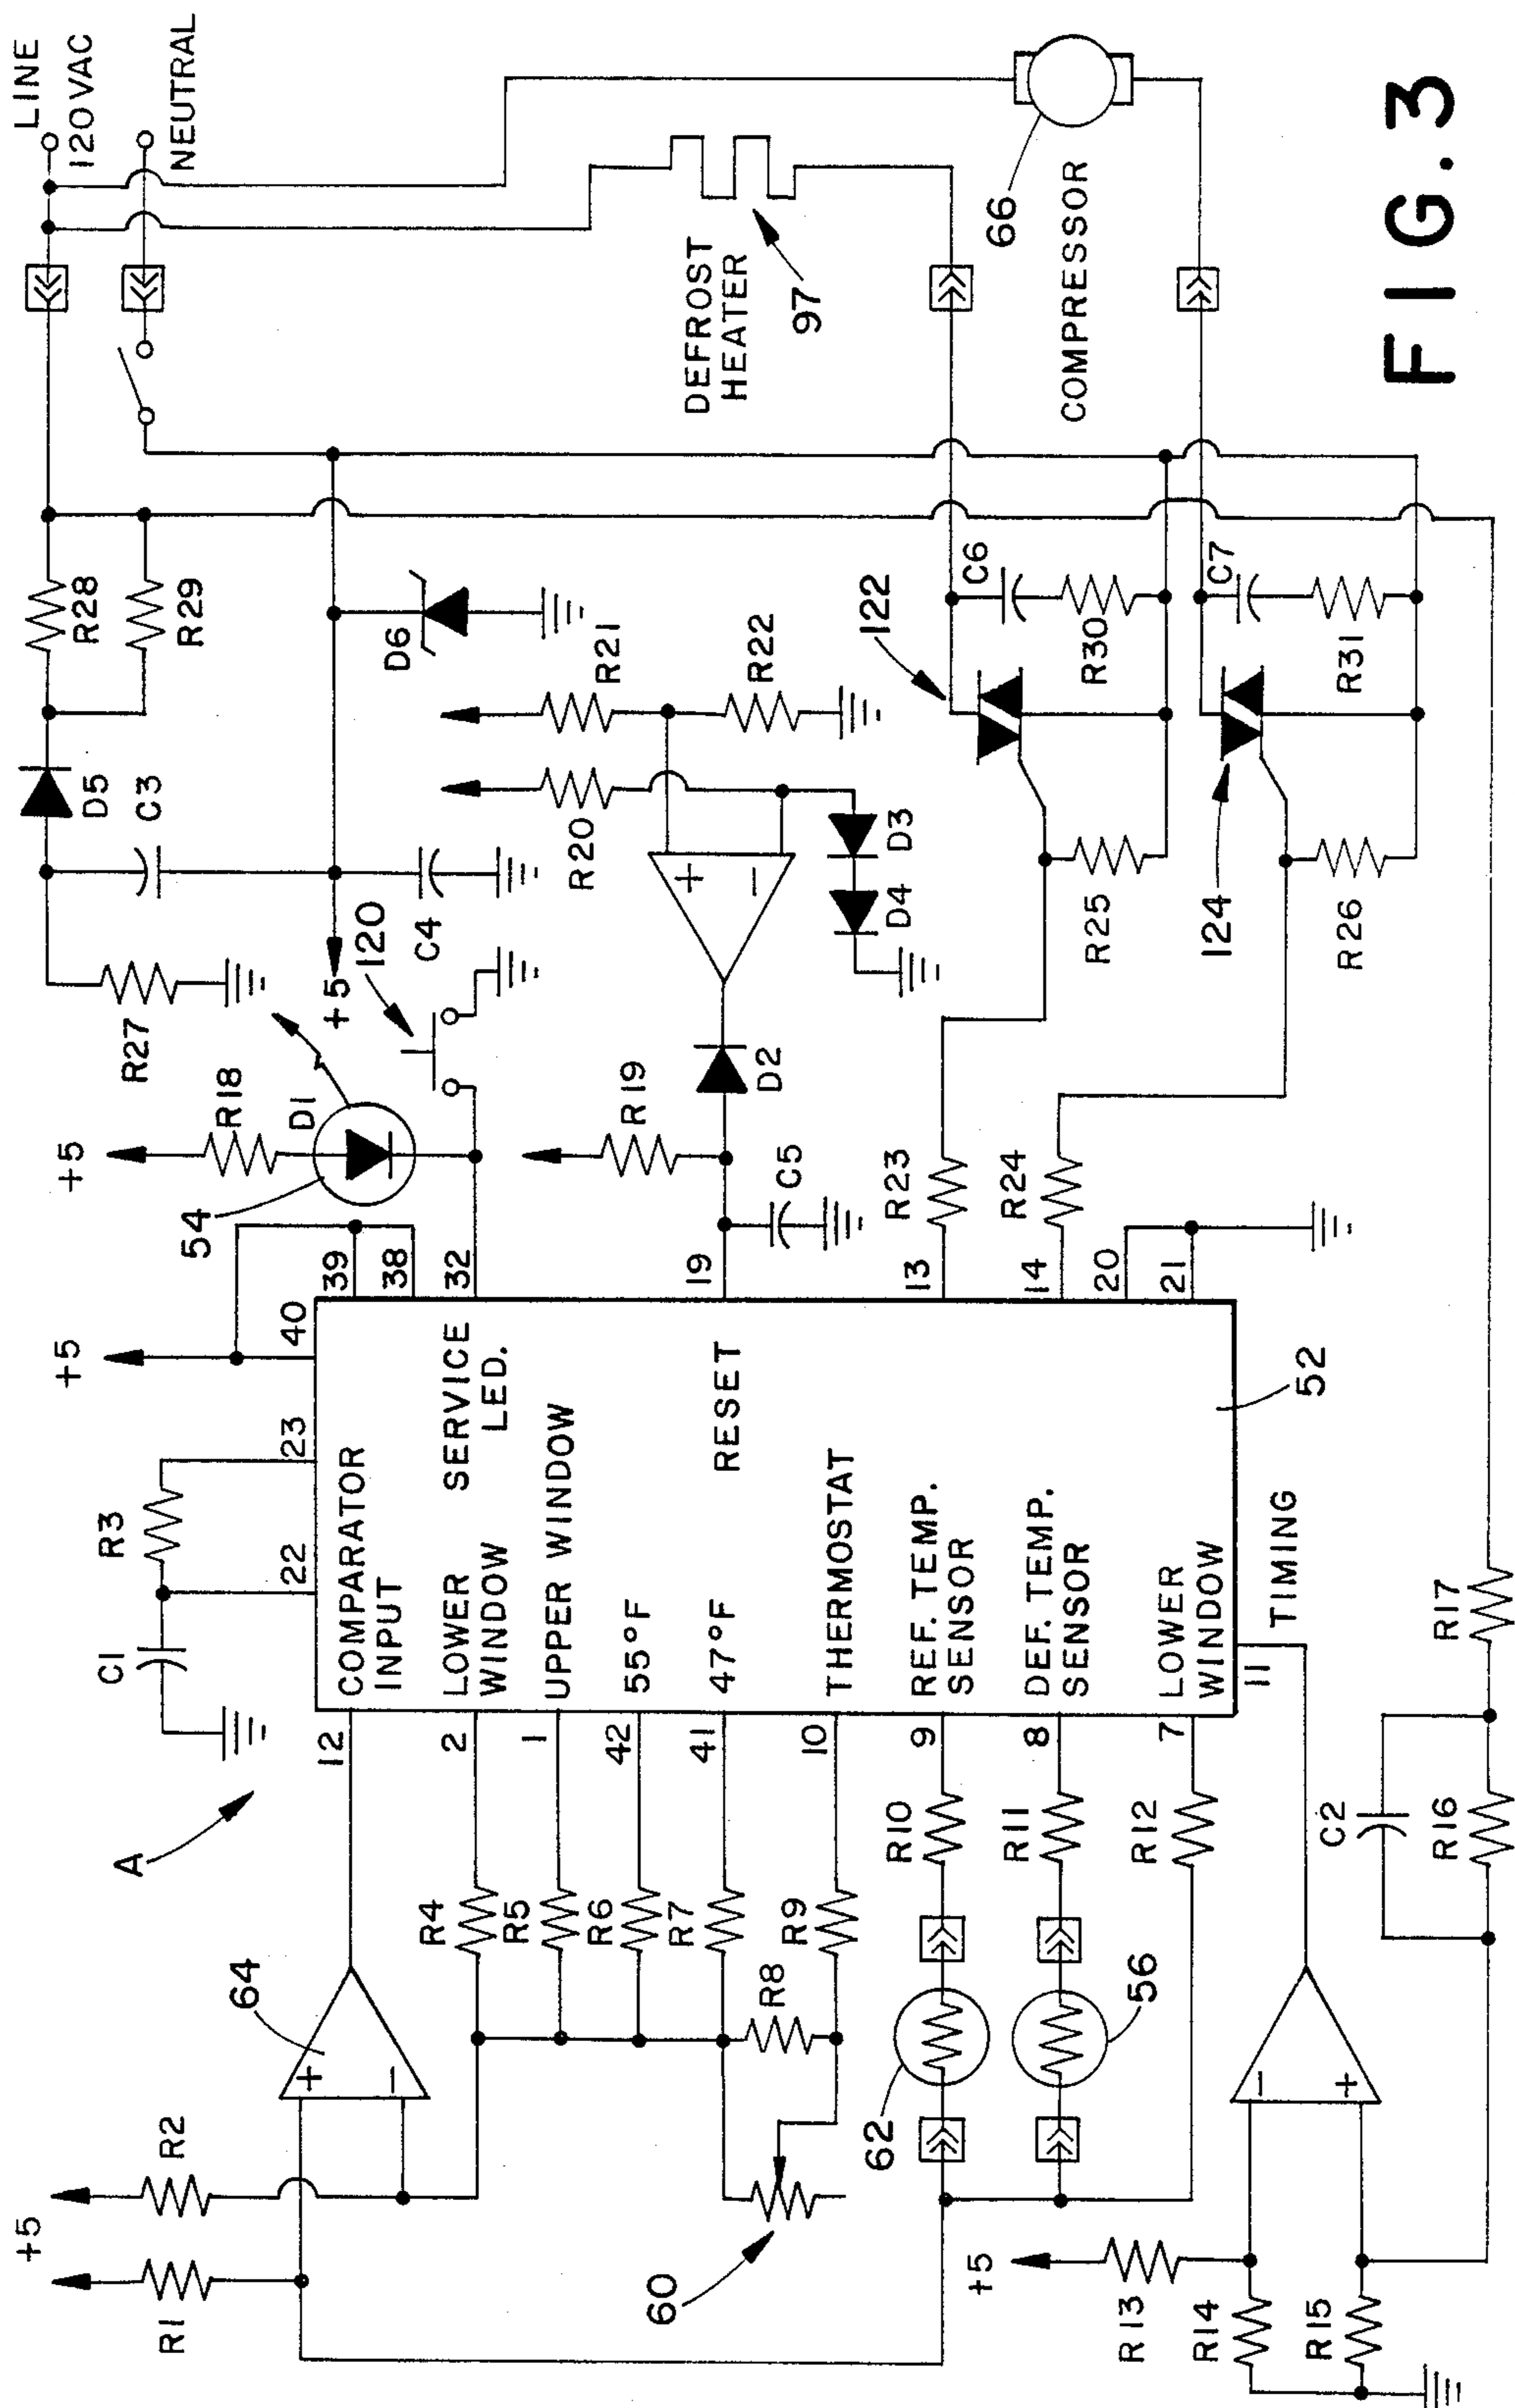 LINE
120VAC
NEUTRAL
R28
R29
D5
C3
R27
D6
+5
C4
120
R18
D1
54
+5
R21
R22
R20
D3
D4
R19
D2
C5
DEFROST
HEATER
97
66
COMPRESSOR
C6
R30
122
C7
R31
124
R25
R26
R23
R24
+5
R3
C1
A
22
23
40
39
38
32
19
13
14
20
21
COMPARATOR
INPUT
LOWER
WINDOW
SERVICE
LED.
UPPER WINDOW
55°F
47°F
RESET
THERMOSTAT
REF. TEMP.
SENSOR
DEF. TEMP.
SENSOR
LOWER
WINDOW
52
12
2
1
42
41
10
9
8
7
11
TIMING
64
+
-
R4
R5
R6
R7
R8
R9
R10
R11
R12
62
56
60
+5
R1
R2
+5
R13
R14
R15
-
+
C2
R16
R17
+
-
FIG.3